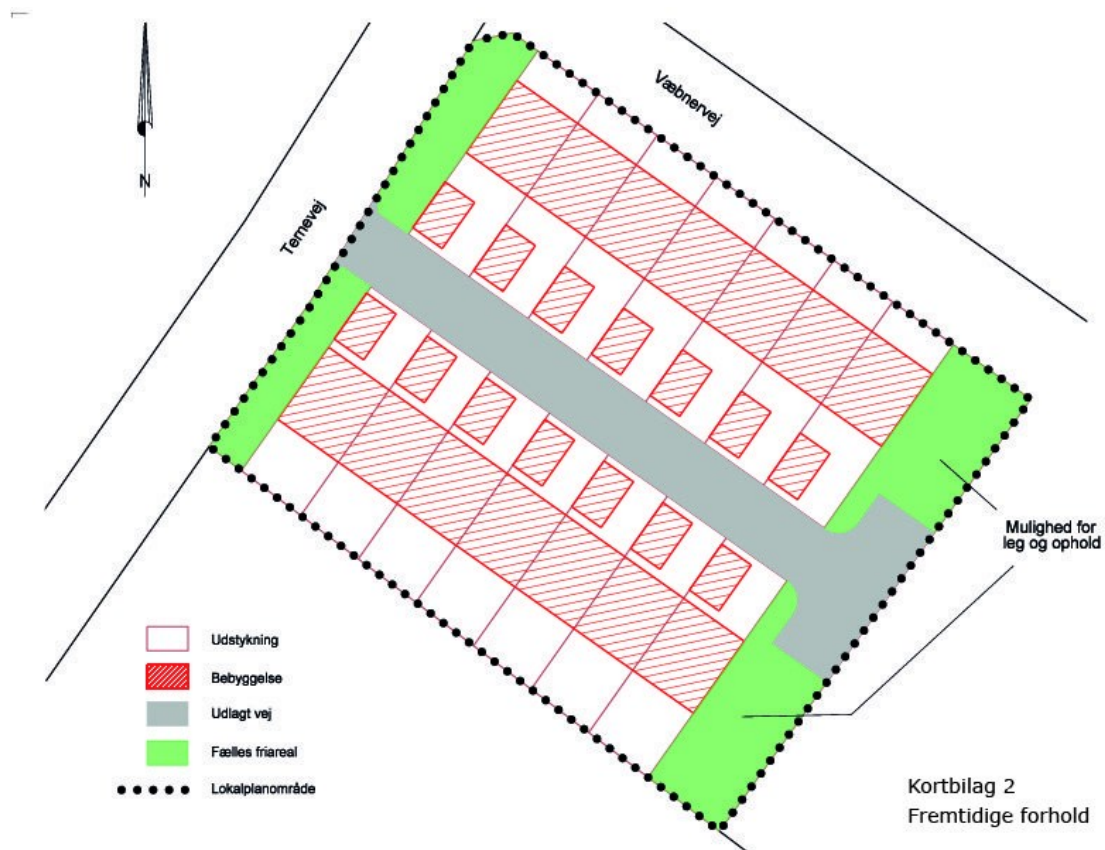 Væbnervej
N
Ternevej
Mulighed for
leg og ophold
Udstykning
Bebyggelse
Udlagt vej
Fælles friareal
Lokalplanområde
Kortbilag 2
Fremtidige forhold